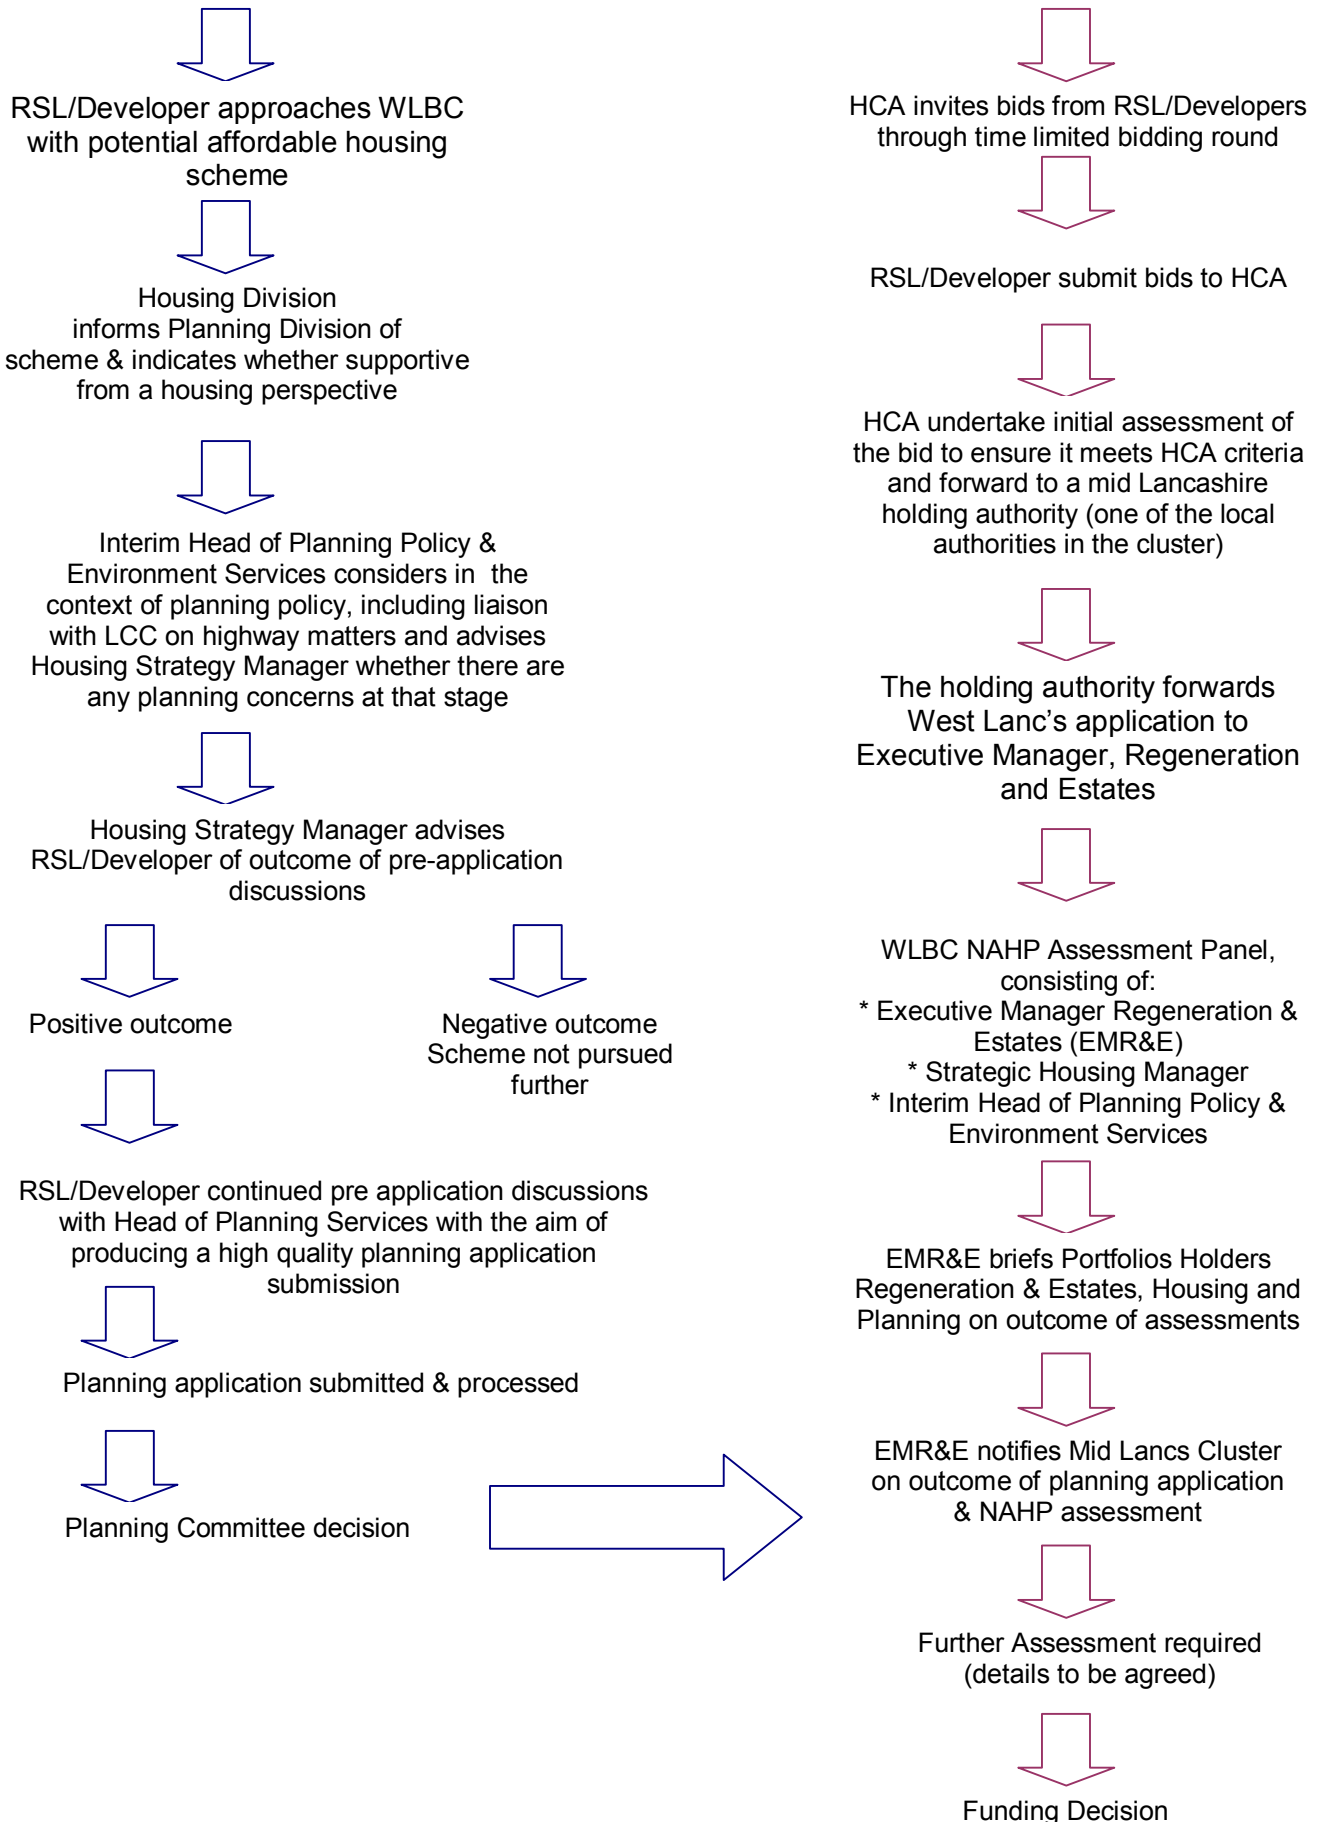 RSL/Developer approaches WLBC
with potential affordable housing
scheme
Housing Division
informs Planning Division of
scheme & indicates whether supportive
from a housing perspective
Interim Head of Planning Policy &
Environment Services considers in the
context of planning policy, including liaison
with LCC on highway matters and advises
Housing Strategy Manager whether there are
any planning concerns at that stage
Housing Strategy Manager advises
RSL/Developer of outcome of pre-application
discussions
Positive outcome
Negative outcome
Scheme not pursued
further
RSL/Developer continued pre application discussions
with Head of Planning Services with the aim of
producing a high quality planning application
submission
Planning application submitted & processed
Planning Committee decision
HCA invites bids from RSL/Developers
through time limited bidding round
RSL/Developer submit bids to HCA
HCA undertake initial assessment of
the bid to ensure it meets HCA criteria
and forward to a mid Lancashire
holding authority (one of the local
authorities in the cluster)
The holding authority forwards
West Lanc's application to
Executive Manager, Regeneration
and Estates
WLBC NAHP Assessment Panel,
consisting of:
* Executive Manager Regeneration &
Estates (EMR&E)
* Strategic Housing Manager
* Interim Head of Planning Policy &
Environment Services
EMR&E briefs Portfolios Holders
Regeneration & Estates, Housing and
Planning on outcome of assessments
EMR&E notifies Mid Lancs Cluster
on outcome of planning application
& NAHP assessment
Further Assessment required
(details to be agreed)
Funding Decision